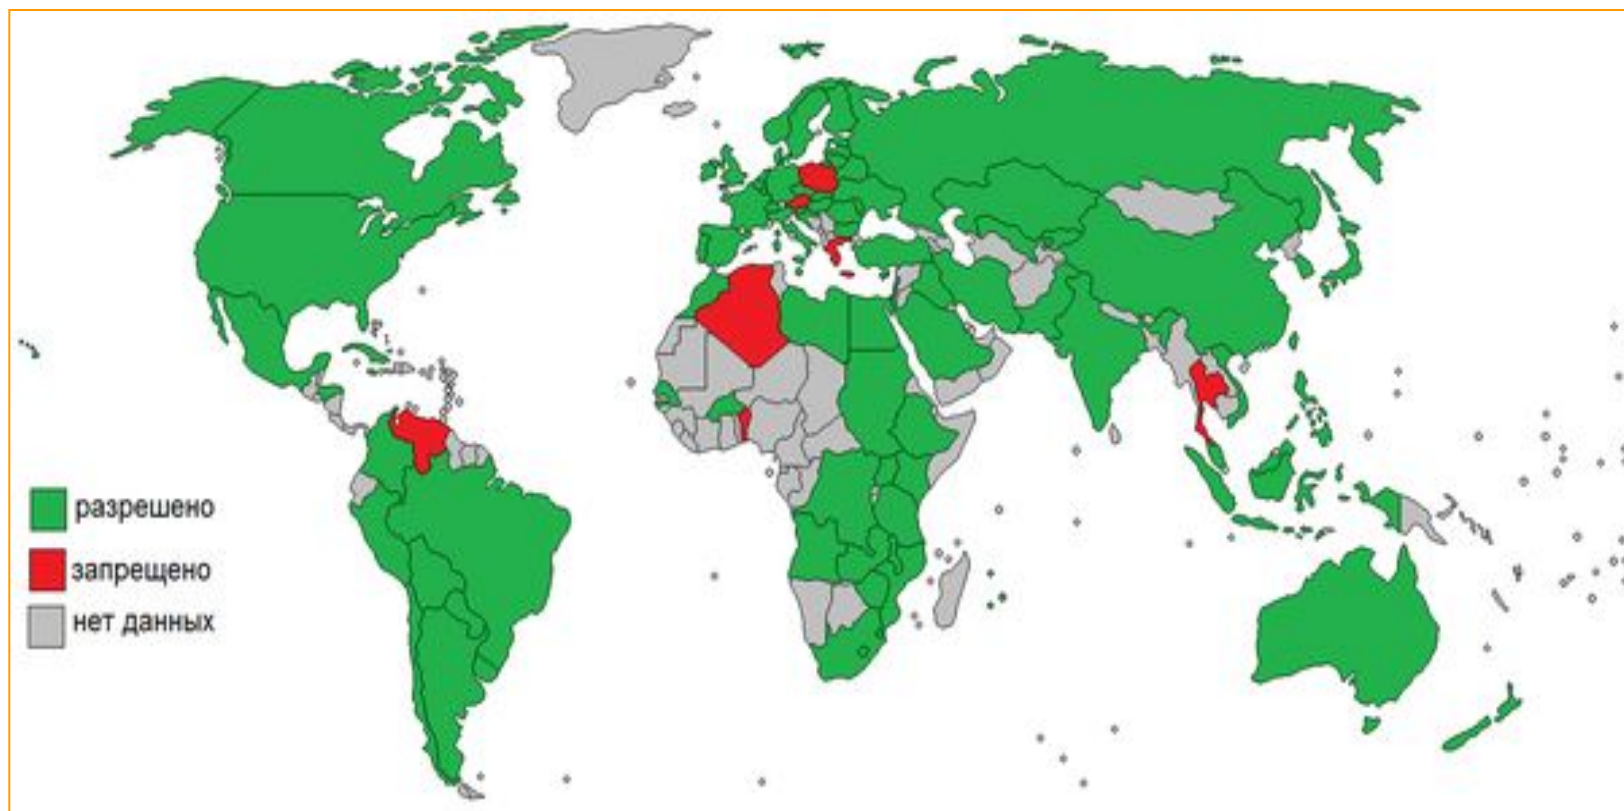 разрешено
запрещено
нет данных